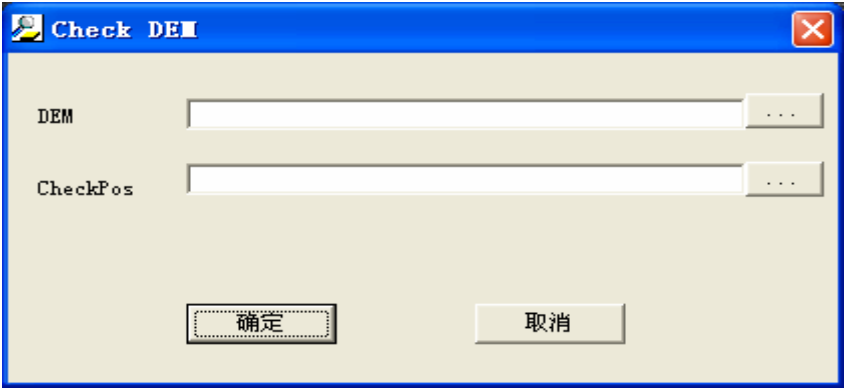 Check DEM
DEM
...
CheckPos
...
确定
取消